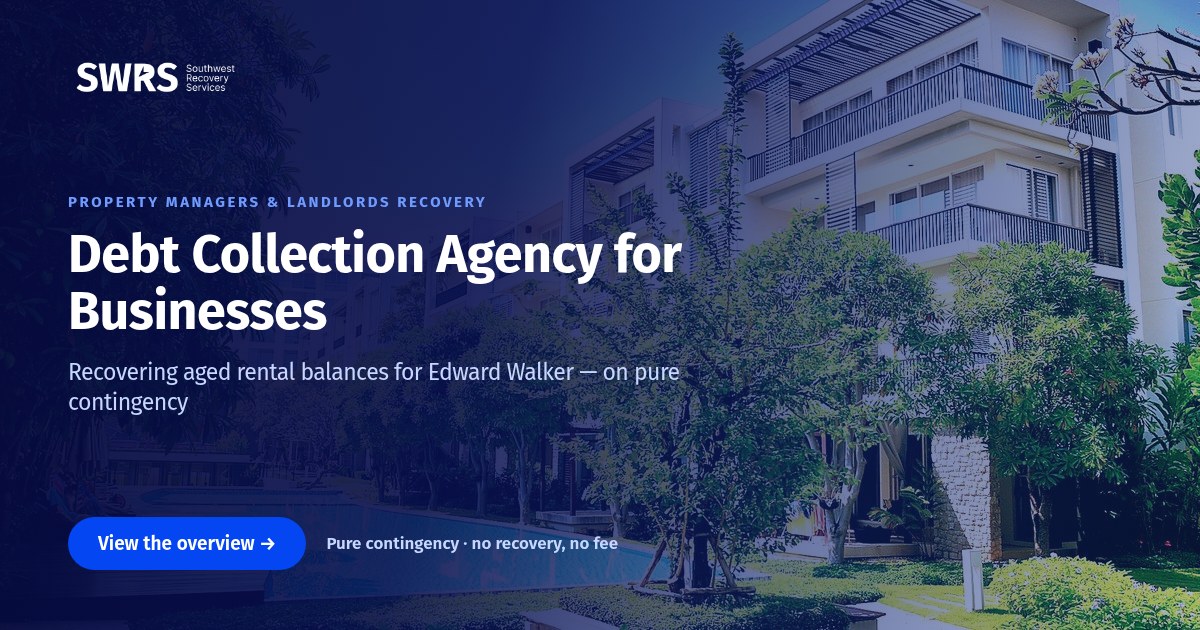 SWRS
Southwest
Recovery
Services
PROPERTY MANAGERS & LANDLORDS RECOVERY
Debt Collection Agency for
Businesses
Recovering aged rental balances for Edward Walker — on pure
contingency
View the overview →
Pure contingency · no recovery, no fee